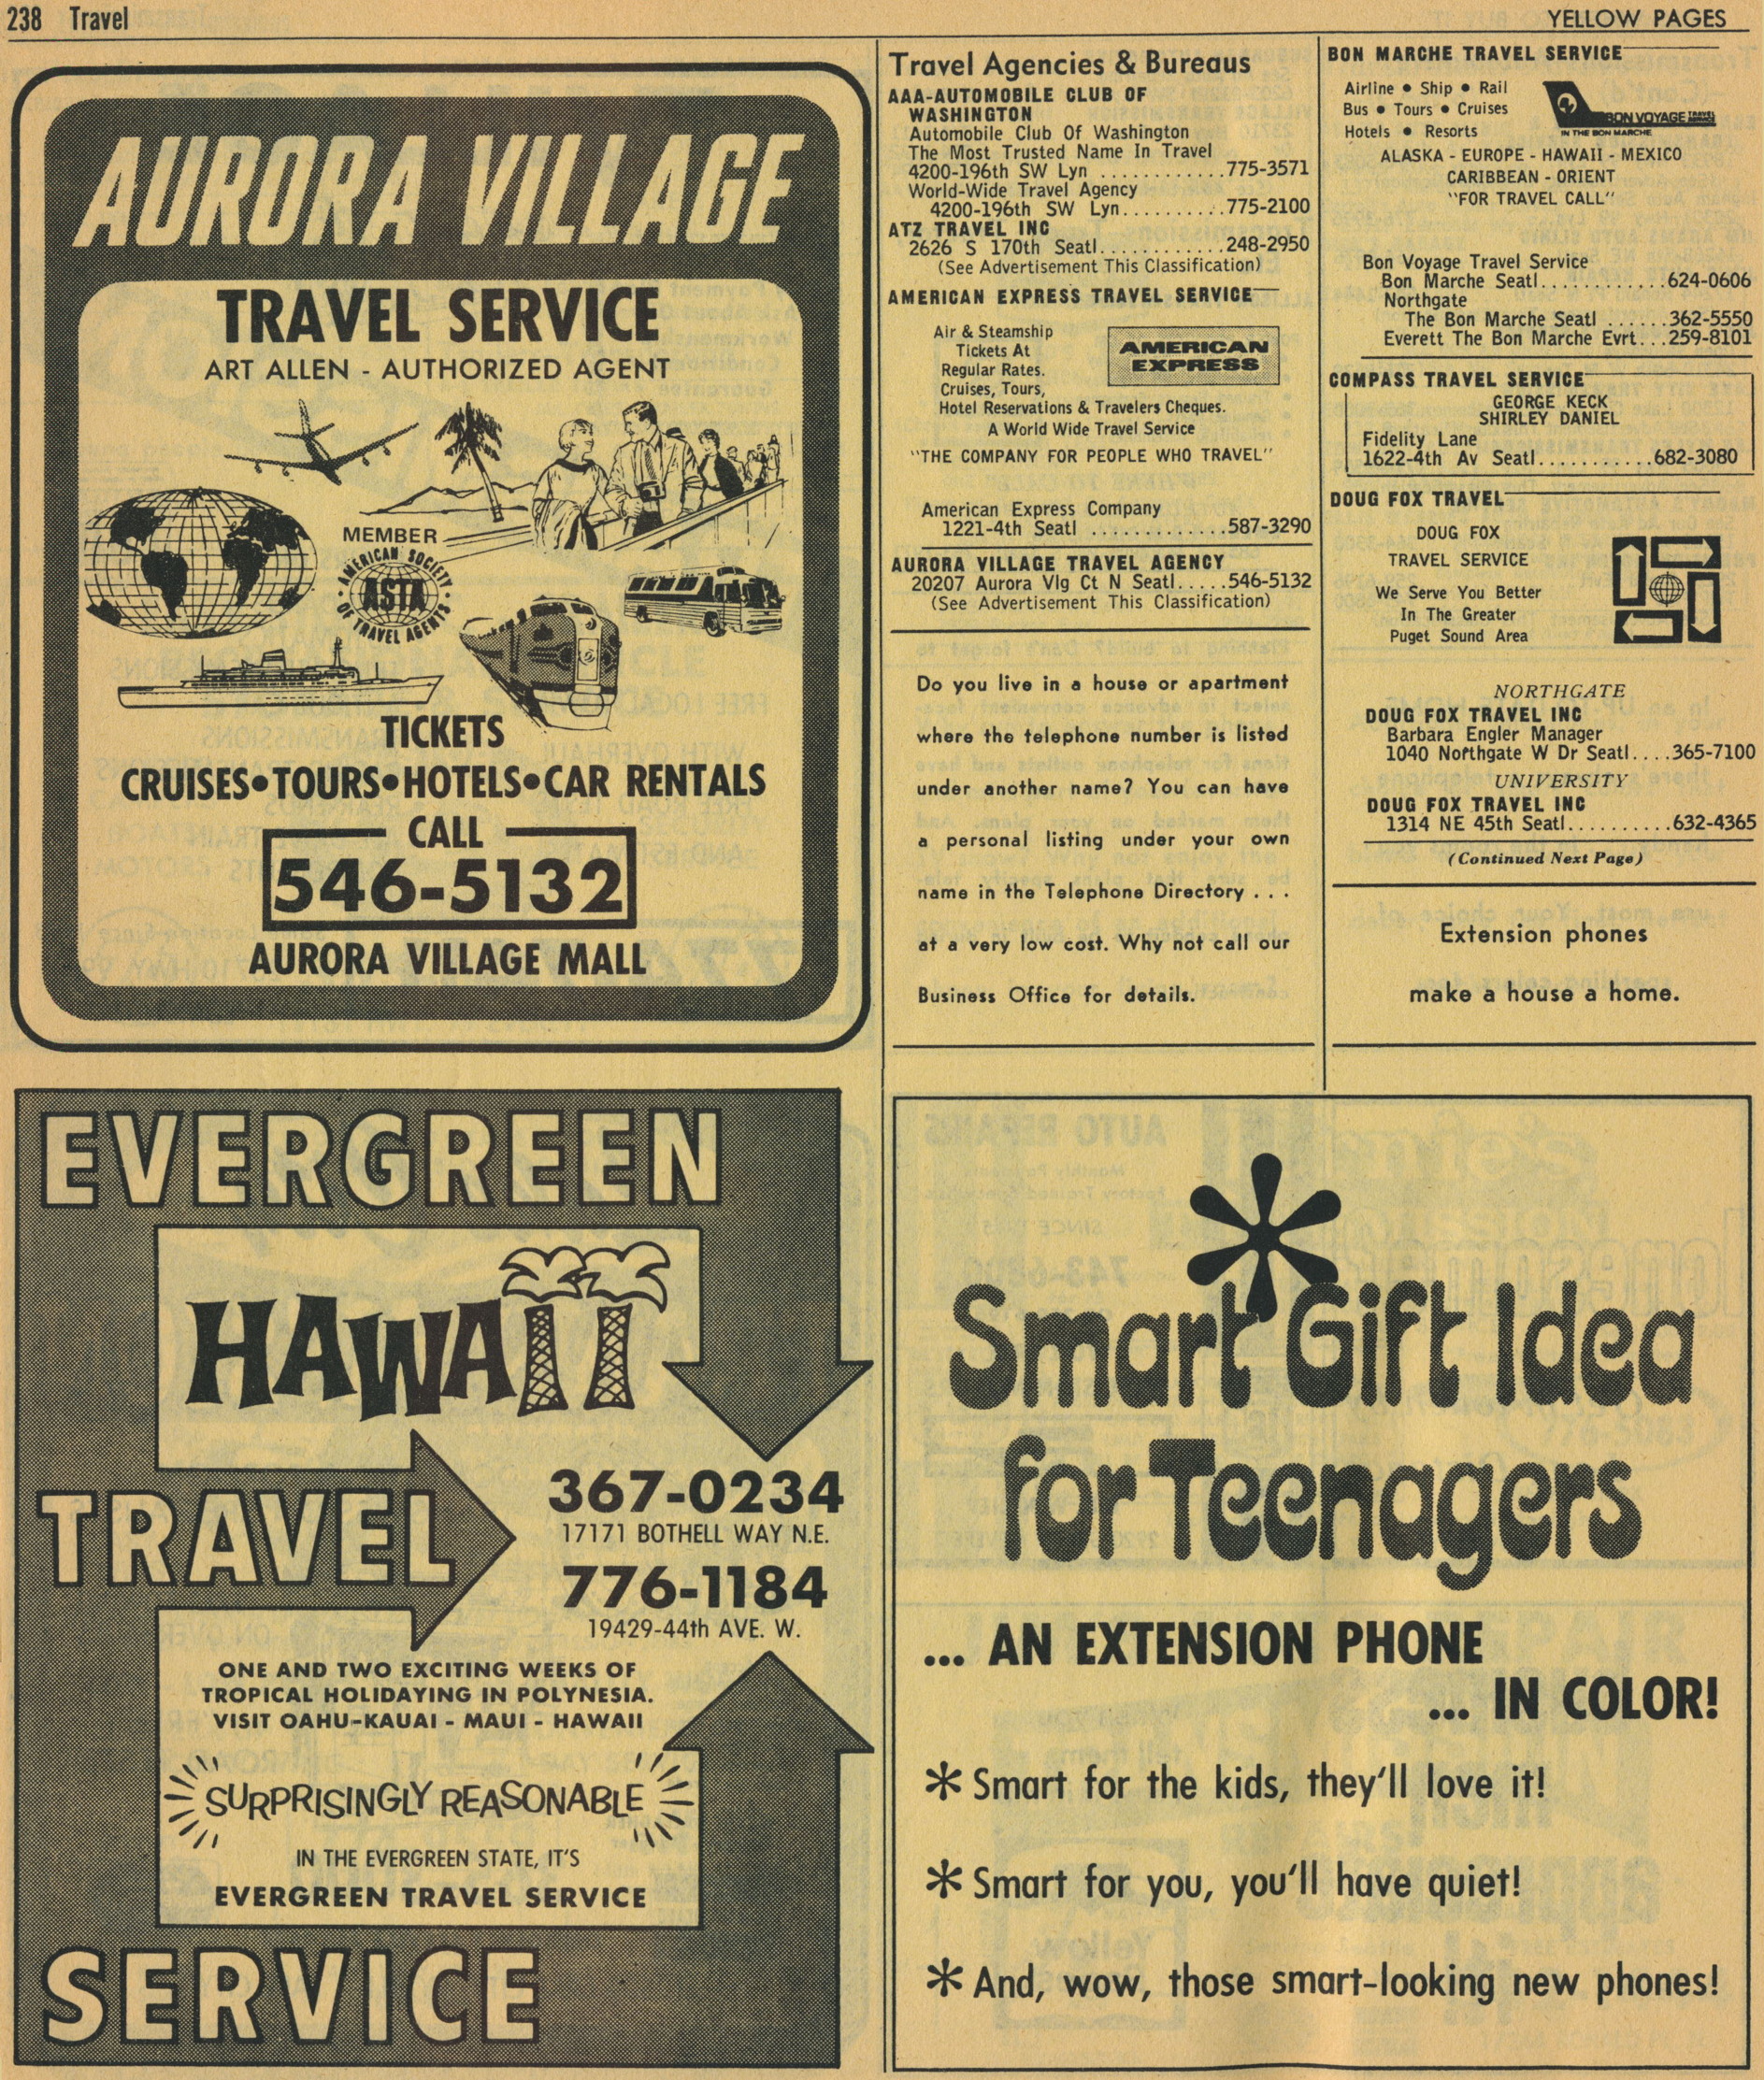 238 Travel
YELLOW PAGES
AURORA VILLAGE
TRAVEL SERVICE
ART ALLEN - AUTHORIZED AGENT
MEMBER
AMERICAN SOCIETY
ASTA
OF TRAVEL AGENTS
TICKETS
CRUISES•TOURS•HOTELS•CAR RENTALS
CALL
546-5132
AURORA VILLAGE MALL
EVERGREEN
HAWAII
TRAVEL
367-0234
17171 BOTHELL WAY N.E.
776-1184
19429-44th AVE. W.
ONE AND TWO EXCITING WEEKS OF
TROPICAL HOLIDAYING IN POLYNESIA.
VISIT OAHU-KAUAI - MAUI - HAWAII
SURPRISINGLY REASONABLE
IN THE EVERGREEN STATE, IT'S
EVERGREEN TRAVEL SERVICE
SERVICE
Travel Agencies & Bureaus
AAA-AUTOMOBILE CLUB OF
WASHINGTON
Automobile Club Of Washington
The Most Trusted Name In Travel
4200-196th SW Lyn ............775-3571
World-Wide Travel Agency
4200-196th SW Lyn..........775-2100
ATZ TRAVEL INC
2626 S 170th Seatl............248-2950
(See Advertisement This Classification)
AMERICAN EXPRESS TRAVEL SERVICE
Air & Steamship
Tickets At
Regular Rates.
Cruises, Tours,
AMERICAN
EXPRESS
Hotel Reservations & Travelers Cheques.
A World Wide Travel Service
"THE COMPANY FOR PEOPLE WHO TRAVEL"
American Express Company
1221-4th Seatl .............587-3290
AURORA VILLAGE TRAVEL AGENCY
20207 Aurora Vlg Ct N Seatl.....546-5132
(See Advertisement This Classification)
Do you live in a house or apartment
where the telephone number is listed
under another name? You can have
a personal listing under your own
name in the Telephone Directory . . .
at a very low cost. Why not call our
Business Office for details.
BON MARCHE TRAVEL SERVICE
Airline • Ship • Rail
Bus • Tours • Cruises
Hotels • Resorts
BON VOYAGE TRAVEL SERVICE
IN THE BON MARCHE
ALASKA - EUROPE - HAWAII - MEXICO
CARIBBEAN - ORIENT
"FOR TRAVEL CALL"
Bon Voyage Travel Service
Bon Marche Seatl............624-0606
Northgate
The Bon Marche Seatl ......362-5550
Everett The Bon Marche Evrt...259-8101
COMPASS TRAVEL SERVICE
GEORGE KECK
SHIRLEY DANIEL
Fidelity Lane
1622-4th Av Seatl...........682-3080
DOUG FOX TRAVEL
DOUG FOX
TRAVEL SERVICE
We Serve You Better
In The Greater
Puget Sound Area
NORTHGATE
DOUG FOX TRAVEL INC
Barbara Engler Manager
1040 Northgate W Dr Seatl....365-7100
UNIVERSITY
DOUG FOX TRAVEL INC
1314 NE 45th Seatl..........632-4365
(Continued Next Page)
Extension phones
make a house a home.
Smart * Gift Idea
for Teenagers
... AN EXTENSION PHONE
... IN COLOR!
* Smart for the kids, they'll love it!
* Smart for you, you'll have quiet!
* And, wow, those smart-looking new phones!